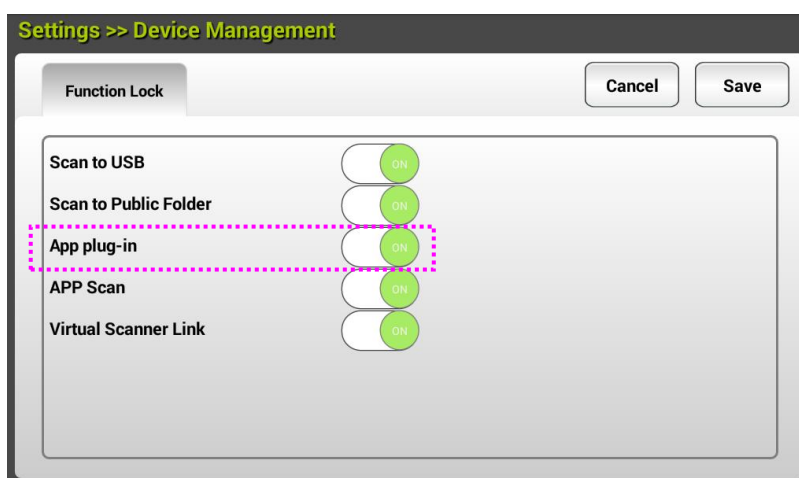 Settings >> Device Management
Function Lock
Cancel
Save
Scan to USB
ON
Scan to Public Folder
ON
App plug-in
ON
APP Scan
ON
Virtual Scanner Link
ON